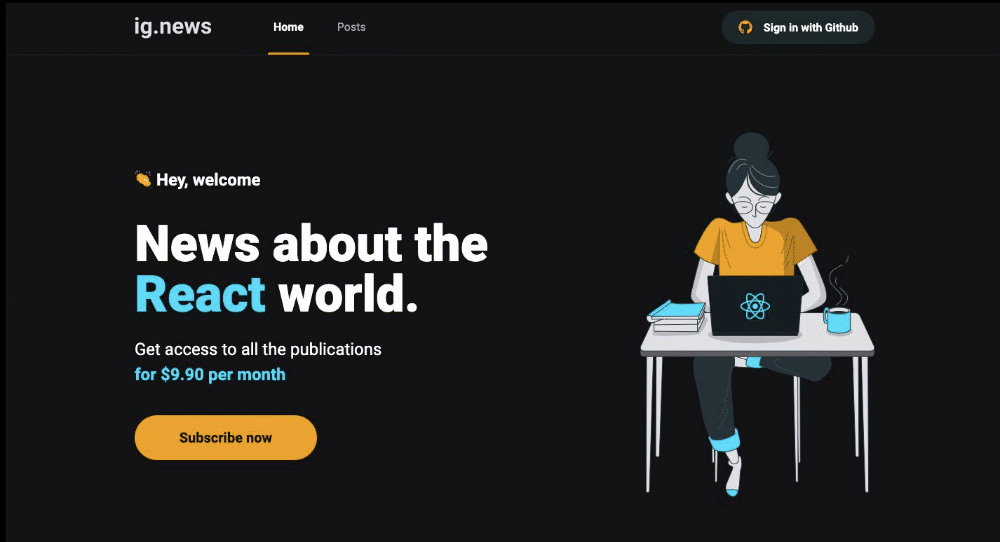 ig.news
Home
Posts
Sign in with Github
👏 Hey, welcome
News about the
React world.
Get access to all the publications
for $9.90 per month
Subscribe now